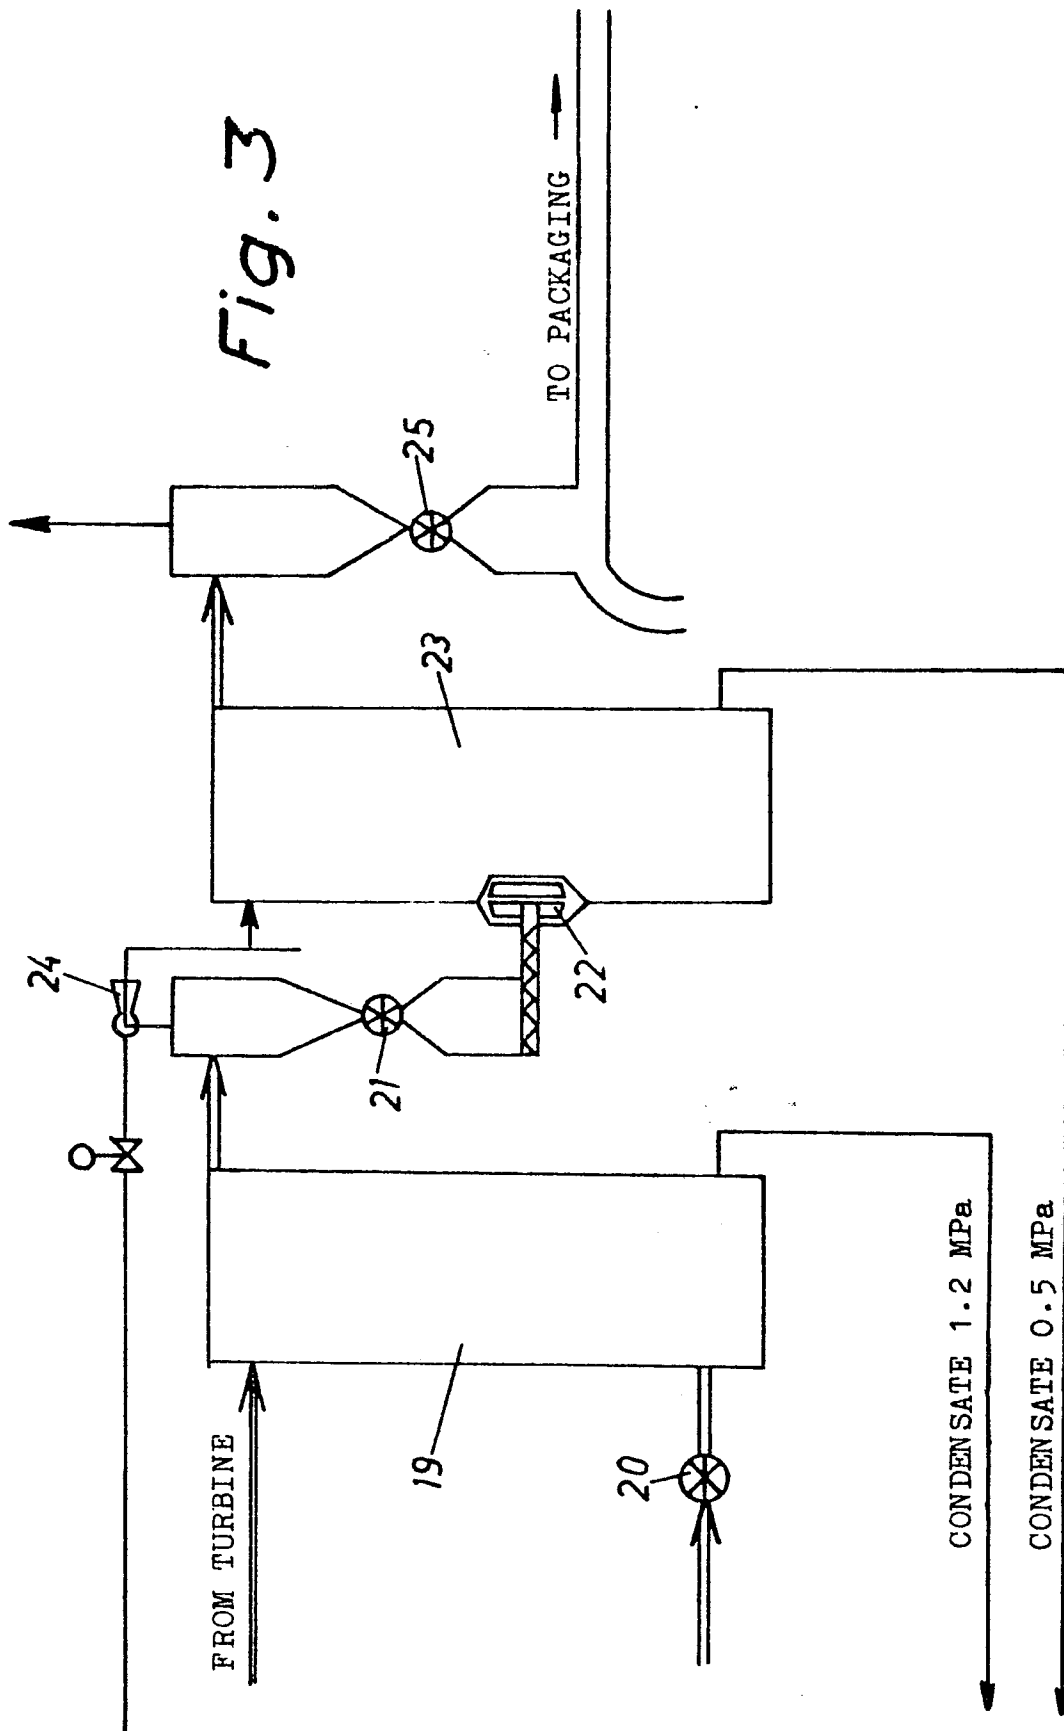 Fig. 3
24
25
TO PACKAGING
23
22
21
FROM TURBINE
19
20
CONDENSATE 1.2 MPa
CONDENSATE 0.5 MPa